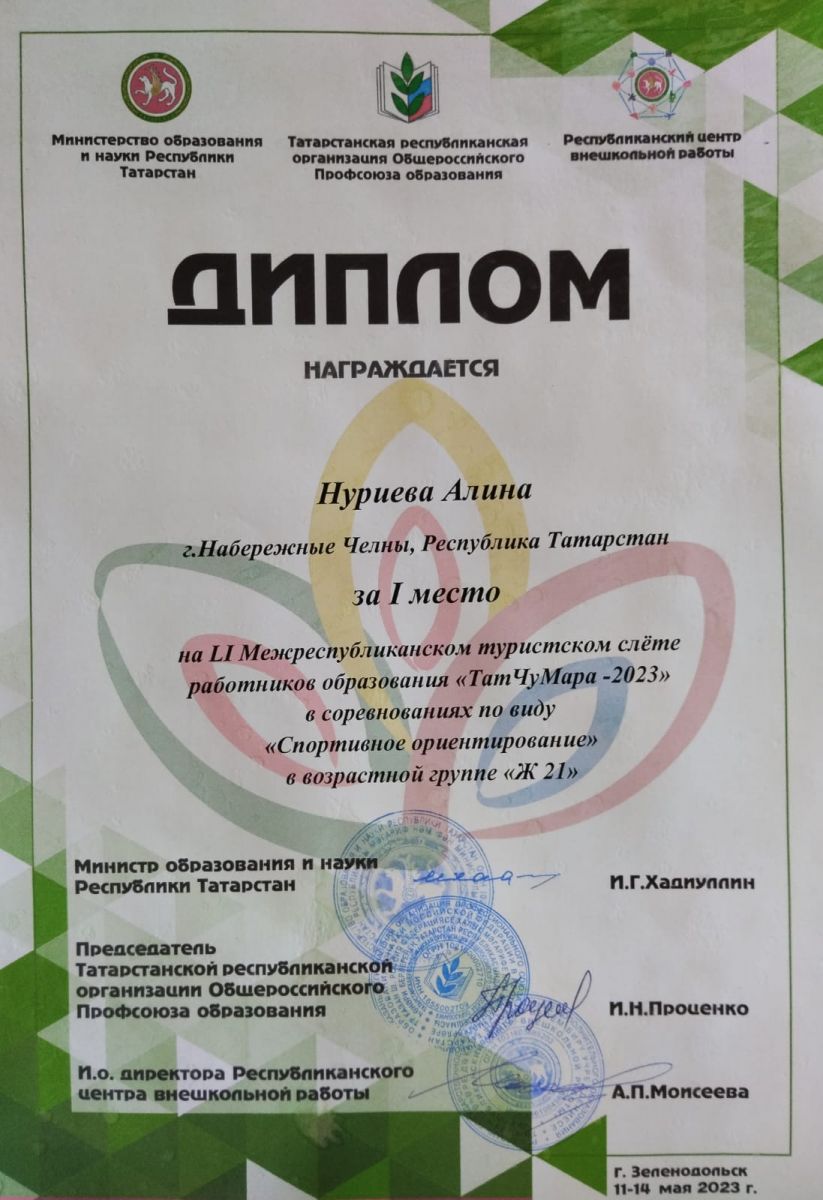 Министерство образования
и науки Республики
Татарстан
Татарстанская республиканская
организация Общероссийского
Профсоюза образования
Республиканский центр
внешкольной работы
ДИПЛОМ
НАГРАЖДАЕТСЯ
Нуриева Алина
г.Набережные Челны, Республика Татарстан
за I место
на LI Межреспубликанском туристском слёте
работников образования «ТатЧуМара -2023»
в соревнованиях по виду
«Спортивное ориентирование»
в возрастной группе «Ж 21»
Министр образования и науки
Республики Татарстан
И.Г.Хадиуллин
Председатель
Татарстанской республиканской
организации Общероссийского
Профсоюза образования
И.Н.Проценко
И.о. директора Республиканского
центра внешкольной работы
А.П.Моисеева
г. Зеленодольск
11-14 мая 2023 г.